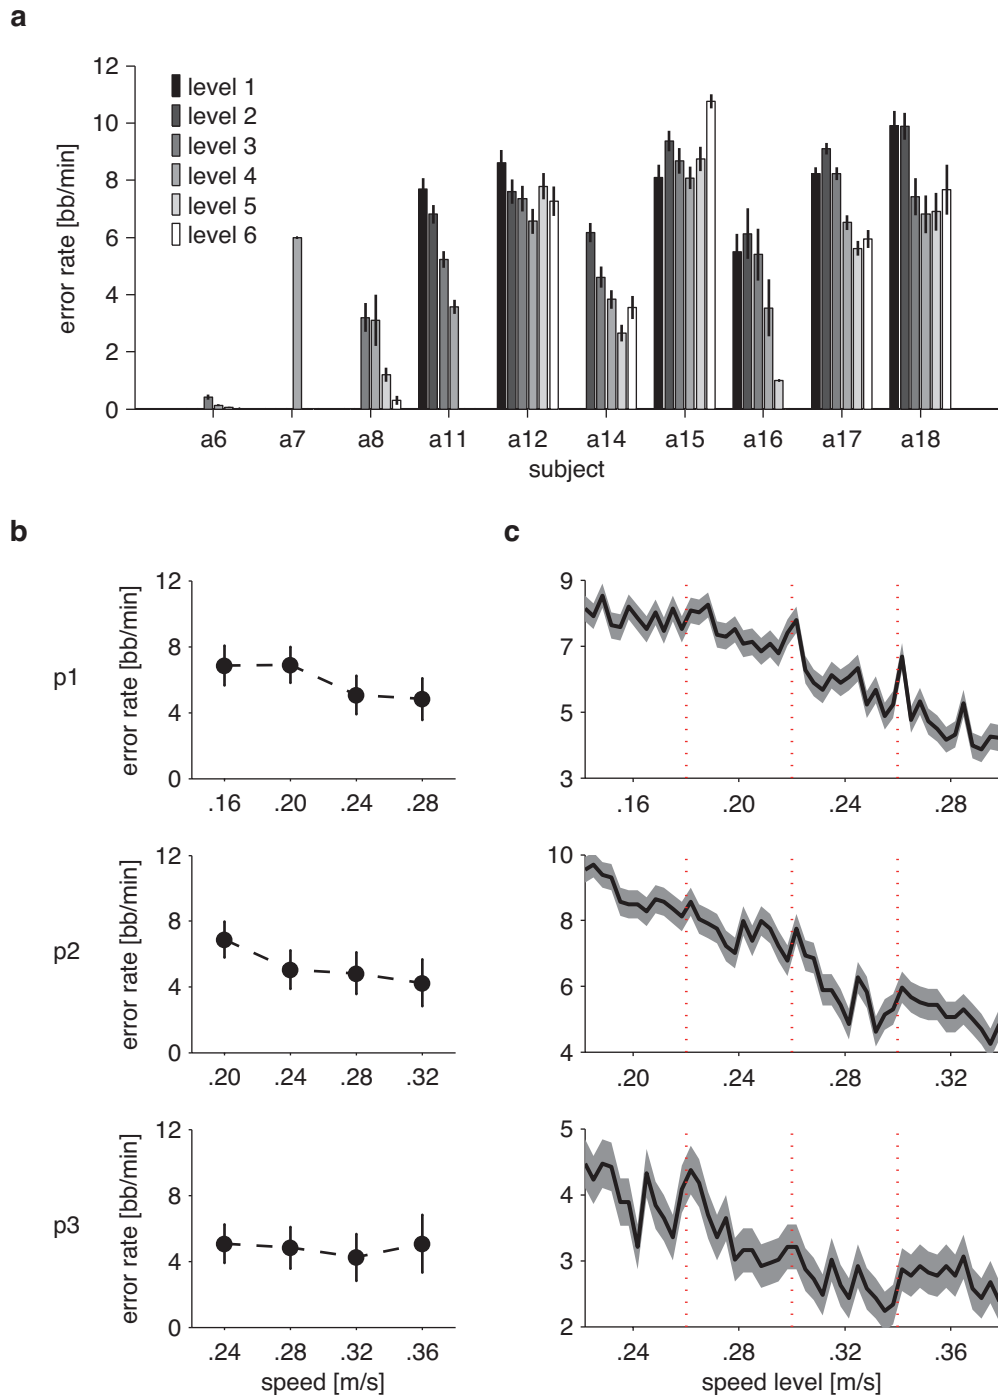 a
error rate [bb/min]
12
10
8
6
4
2
0
level 1
level 2
level 3
level 4
level 5
level 6
a6 a7 a8 a11 a12 a14 a15 a16 a17 a18
subject
b
p1
error rate [bb/min]
12
8
4
0
.16 .20 .24 .28
p2
error rate [bb/min]
12
8
4
0
.20 .24 .28 .32
p3
error rate [bb/min]
12
8
4
0
.24 .28 .32 .36
speed [m/s]
c
9
7
5
3
.16 .20 .24 .28
10
8
6
4
.20 .24 .28 .32
5
4
3
2
.24 .28 .32 .36
speed level [m/s]